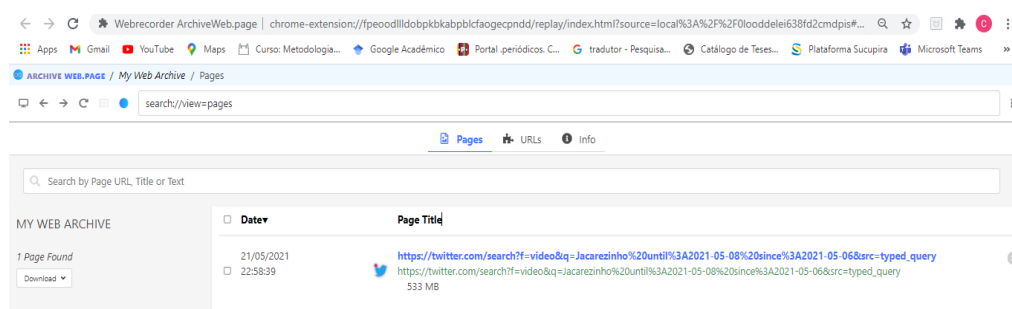 Webrecorder ArchiveWeb.page | chrome-extension://fpeoodllldobpkbkabpblcfaogecpndd/replay/index.html?source=local%3A%2F%2F0looddelei638fd2cmdpis#...
Apps Gmail YouTube Maps Curso: Metodologia... Google Acadêmico Portal .periódicos. C... tradutor - Pesquisa... Catálogo de Teses... Plataforma Sucupira Microsoft Teams »
ARCHIVE WEB.PAGE / My Web Archive / Pages
search://view=pages
Pages URLs Info
Search by Page URL, Title or Text
MY WEB ARCHIVE
1 Page Found
Download
Date▾ Page Title
21/05/2021
22:58:39
https://twitter.com/search?f=video&q=Jacarezinho%20until%3A2021-05-08%20since%3A2021-05-06&src=typed_query
https://twitter.com/search?f=video&q=Jacarezinho%20until%3A2021-05-08%20since%3A2021-05-06&src=typed_query
533 MB